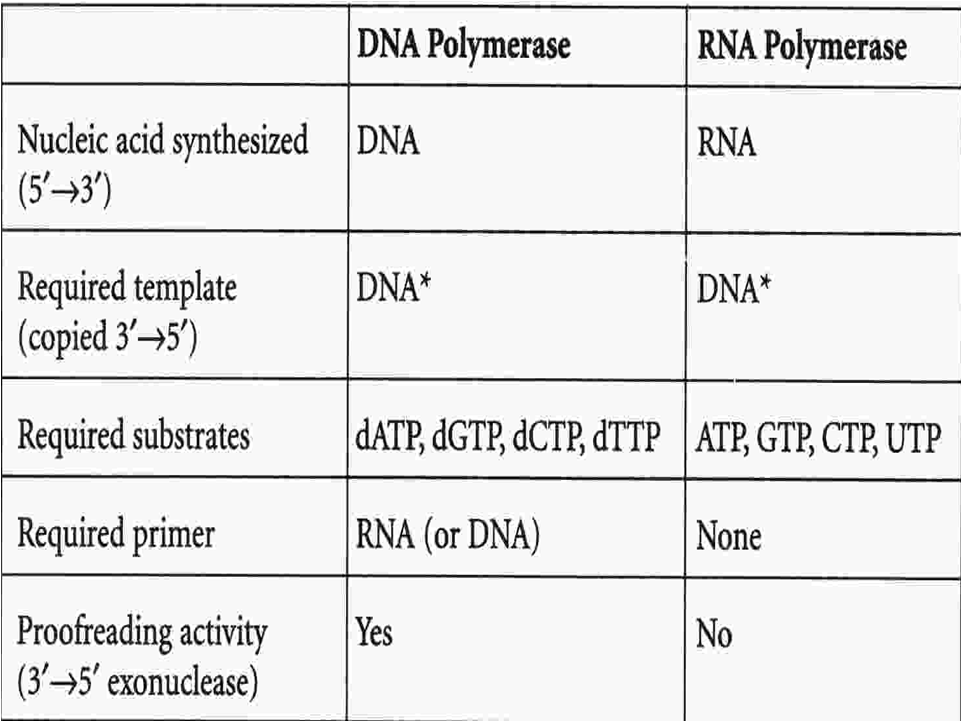 DNA Polymerase RNA Polymerase
Nucleic acid synthesized DNA RNA
(5′→3′)
Required template DNA* DNA*
(copied 3′→5′)
Required substrates dATP, dGTP, dCTP, dTTP ATP, GTP, CTP, UTP
Required primer RNA (or DNA) None
Proofreading activity Yes No
(3′→5′ exonuclease)